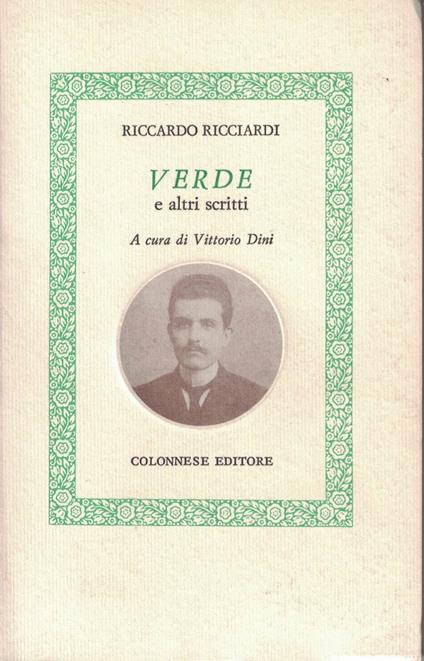 RICCARDO RICCIARDI
VERDE
e altri scritti
A cura di Vittorio Dini
COLONNESE EDITORE